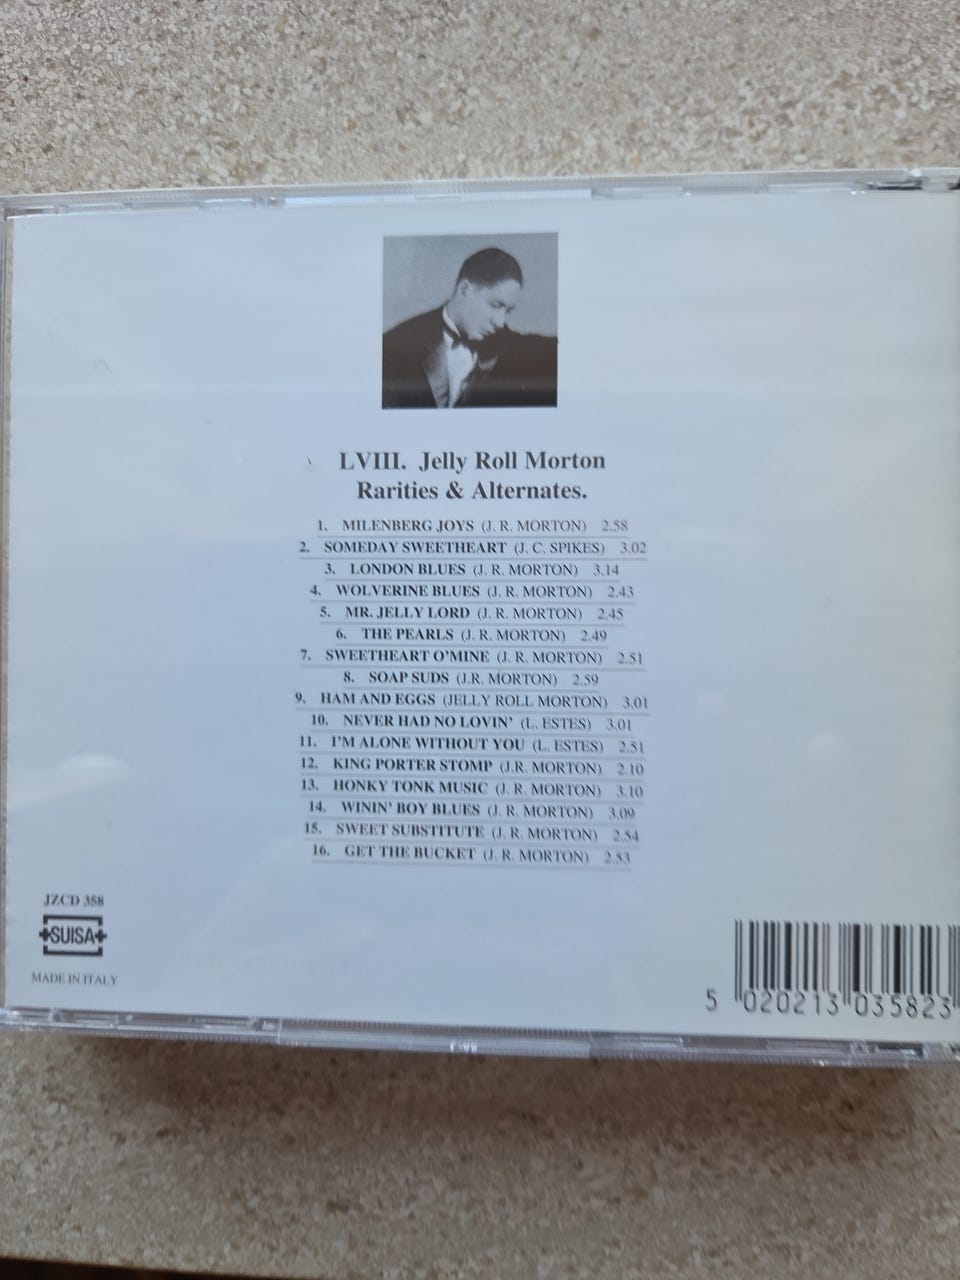 LVIII. Jelly Roll Morton
Rarities & Alternates.
1. MILENBERG JOYS (J. R. MORTON) 2.58
2. SOMEDAY SWEETHEART (J. C. SPIKES) 3.02
3. LONDON BLUES (J. R. MORTON) 3.14
4. WOLVERINE BLUES (J. R. MORTON) 2.43
5. MR. JELLY LORD (J. R. MORTON) 2.45
6. THE PEARLS (J. R. MORTON) 2.49
7. SWEETHEART O'MINE (J. R. MORTON) 2.51
8. SOAP SUDS (J.R. MORTON) 2.59
9. HAM AND EGGS (JELLY ROLL MORTON) 3.01
10. NEVER HAD NO LOVIN' (L. ESTES) 3.01
11. I'M ALONE WITHOUT YOU (L. ESTES) 2.51
12. KING PORTER STOMP (J.R. MORTON) 2.10
13. HONKY TONK MUSIC (J. R. MORTON) 3.10
14. WININ' BOY BLUES (J. R. MORTON) 3.09
15. SWEET SUBSTITUTE (J. R. MORTON) 2.54
16. GET THE BUCKET (J. R. MORTON) 2.53
JZCD 358
SUISA
MADE IN ITALY
5 020213 035823